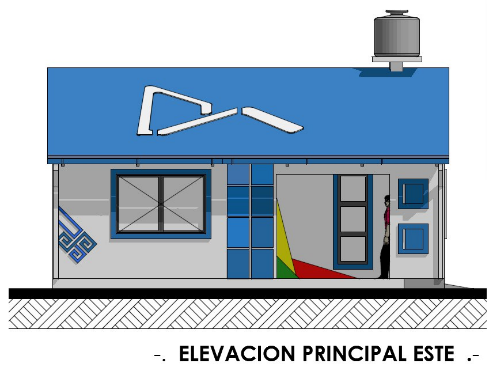 -. ELEVACION PRINCIPAL ESTE .-